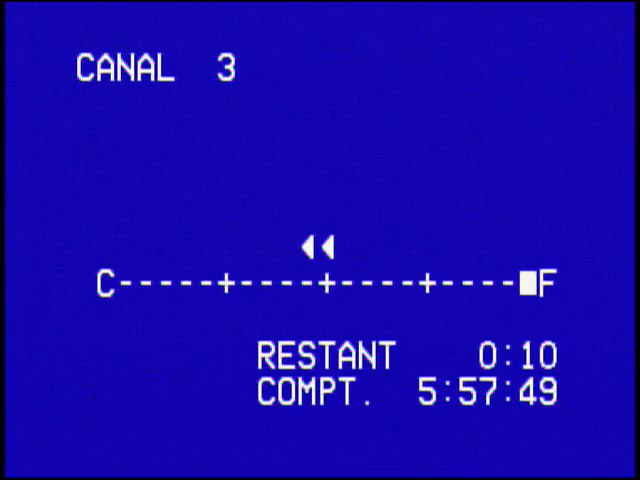 CANAL 3
C-----+----+----+----■F
RESTANT 0:10
COMPT. 5:57:49